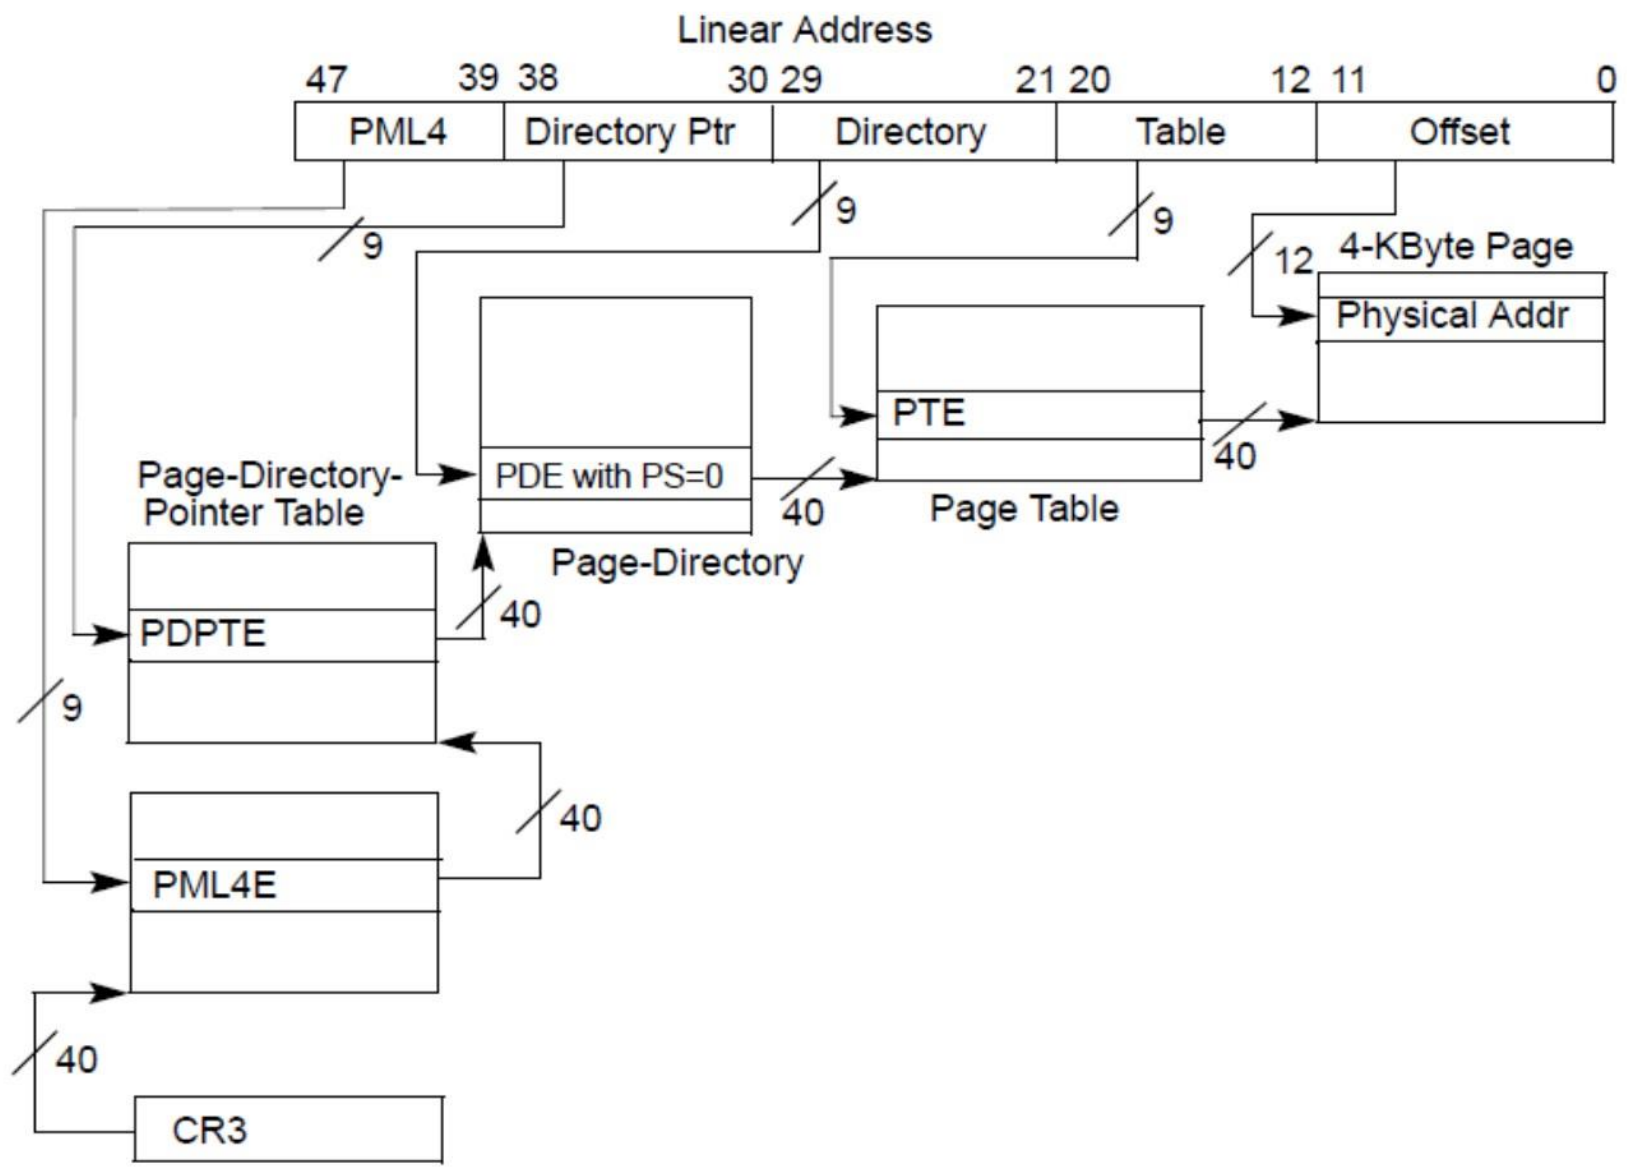 Linear Address
47 39 38 30 29 21 20 12 11 0
PML4 Directory Ptr Directory Table Offset
9
9
9
12
4-KByte Page
Physical Addr
PTE
40
Page Table
PDE with PS=0
40
Page-Directory
Page-Directory-
Pointer Table
PDPTE
40
9
40
PML4E
40
CR3